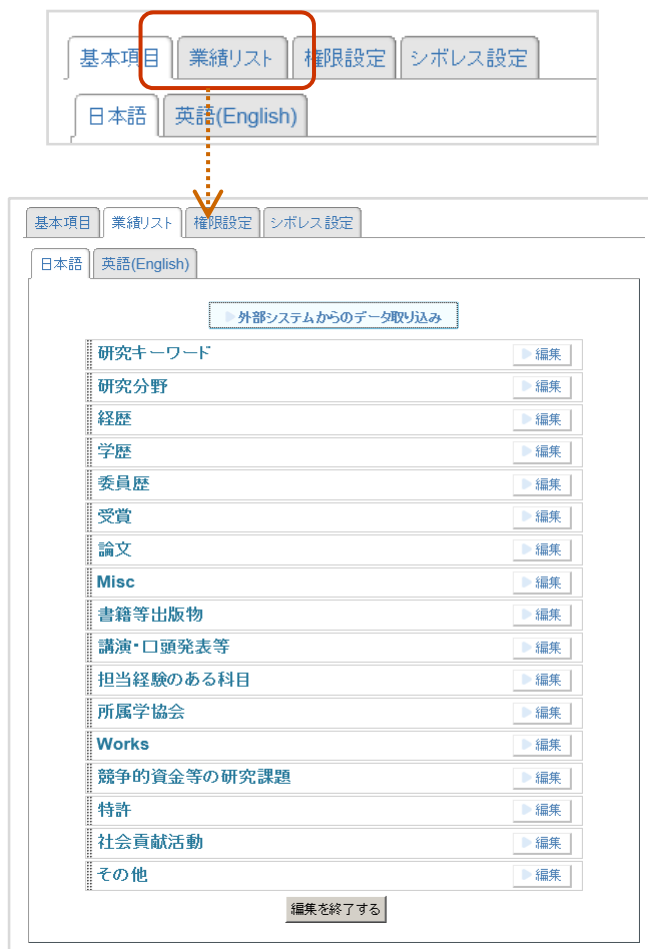 基本項目 業績リスト 権限設定 シボレス設定
日本語 英語(English)
基本項目 業績リスト 権限設定 シボレス設定
日本語 英語(English)
外部システムからのデータ取り込み
研究キーワード 編集
研究分野 編集
経歴 編集
学歴 編集
委員歴 編集
受賞 編集
論文 編集
Misc 編集
書籍等出版物 編集
講演・口頭発表等 編集
担当経験のある科目 編集
所属学協会 編集
Works 編集
競争的資金等の研究課題 編集
特許 編集
社会貢献活動 編集
その他 編集
編集を終了する